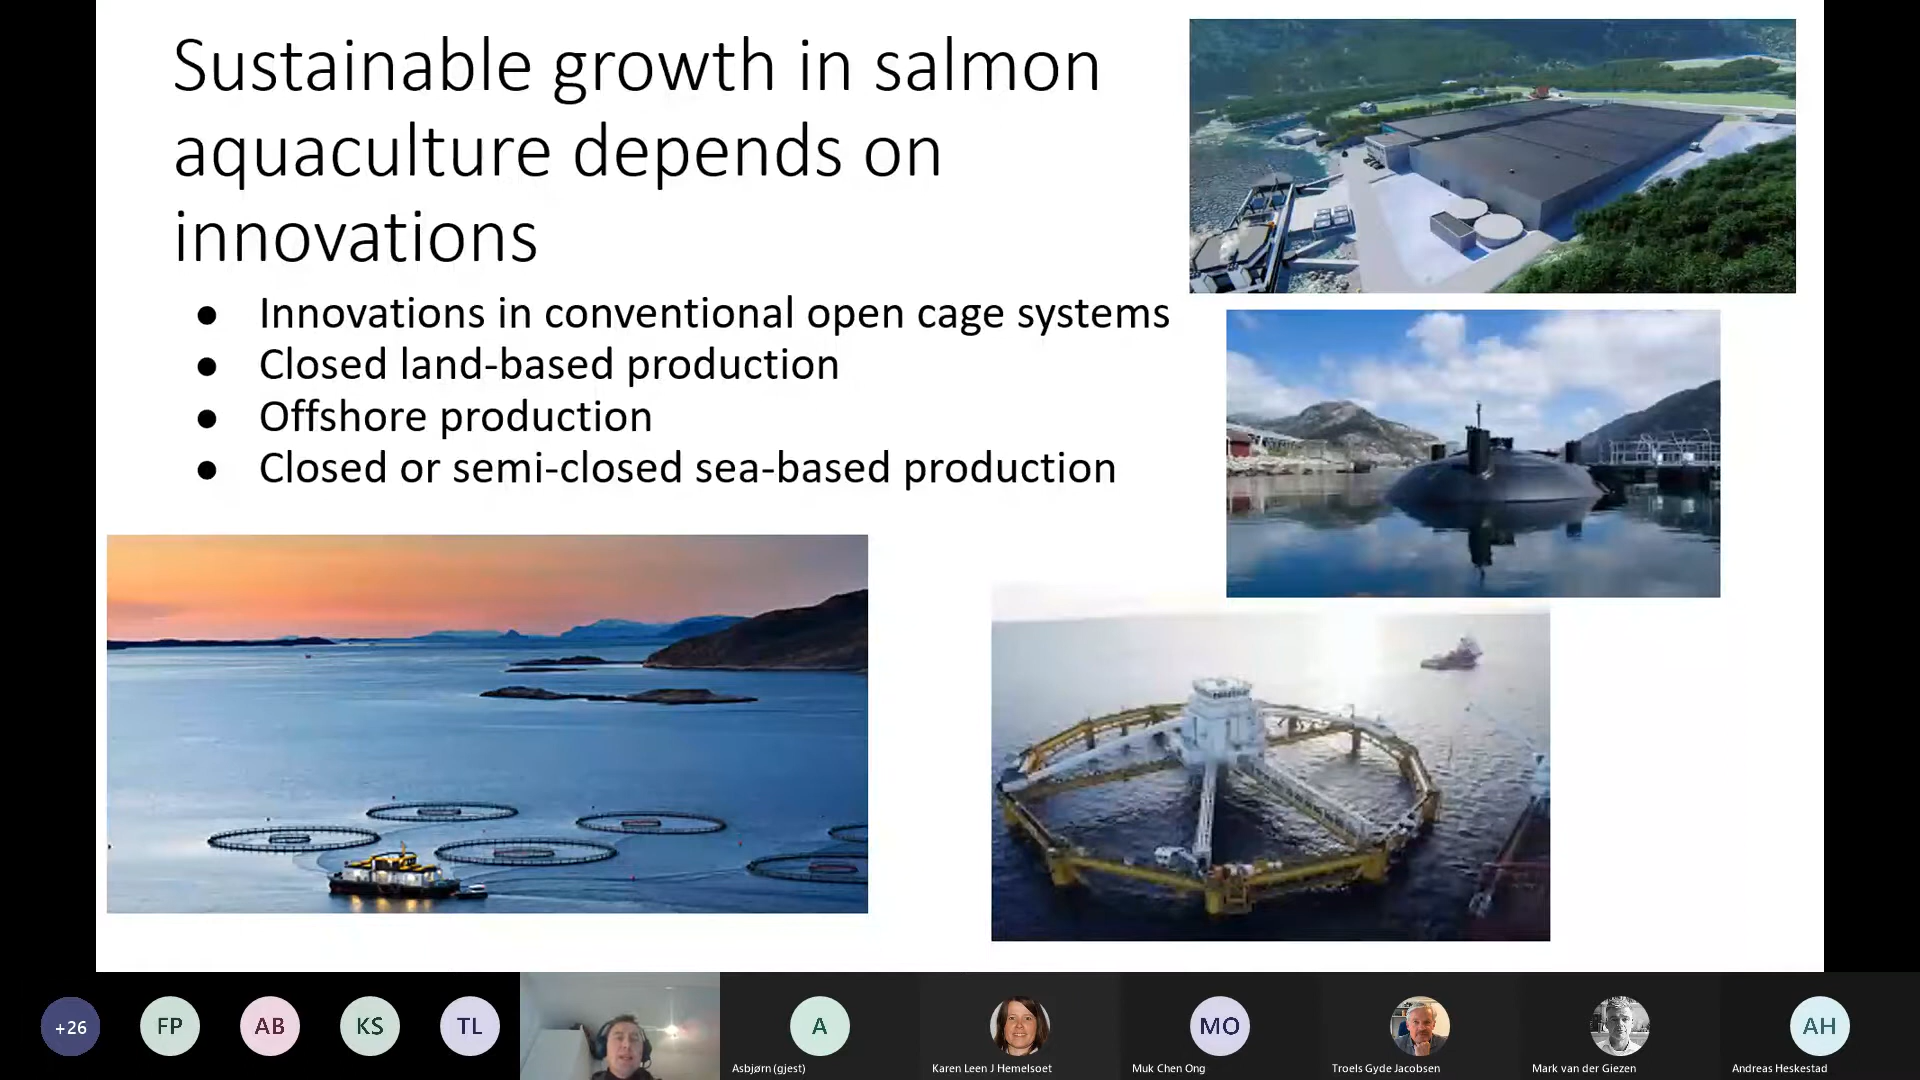 Sustainable growth in salmon
aquaculture depends on
innovations
● Innovations in conventional open cage systems
● Closed land-based production
● Offshore production
● Closed or semi-closed sea-based production
+26
FP
AB
KS
TL
A
MO
AH
Asbjørn (gjest)
Karen Leen J Hemelsoet
Muk Chen Ong
Troels Gyde Jacobsen
Mark van der Giezen
Andreas Heskestad